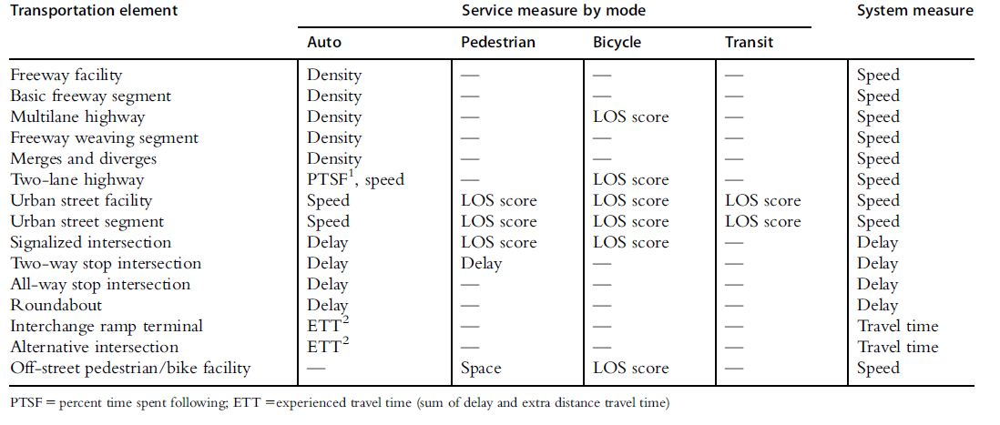 Transportation element Service measure by mode System measure
Auto Pedestrian Bicycle Transit
Freeway facility Density — — — Speed
Basic freeway segment Density — — — Speed
Multilane highway Density — LOS score — Speed
Freeway weaving segment Density — — — Speed
Merges and diverges Density — — — Speed
Two-lane highway PTSF1, speed — LOS score — Speed
Urban street facility Speed LOS score LOS score LOS score Speed
Urban street segment Speed LOS score LOS score LOS score Speed
Signalized intersection Delay LOS score LOS score — Delay
Two-way stop intersection Delay Delay — — Delay
All-way stop intersection Delay — — — Delay
Roundabout Delay — — — Delay
Interchange ramp terminal ETT2 — — — Travel time
Alternative intersection ETT2 — — — Travel time
Off-street pedestrian/bike facility — Space LOS score — Speed
PTSF = percent time spent following; ETT =experienced travel time (sum of delay and extra distance travel time)